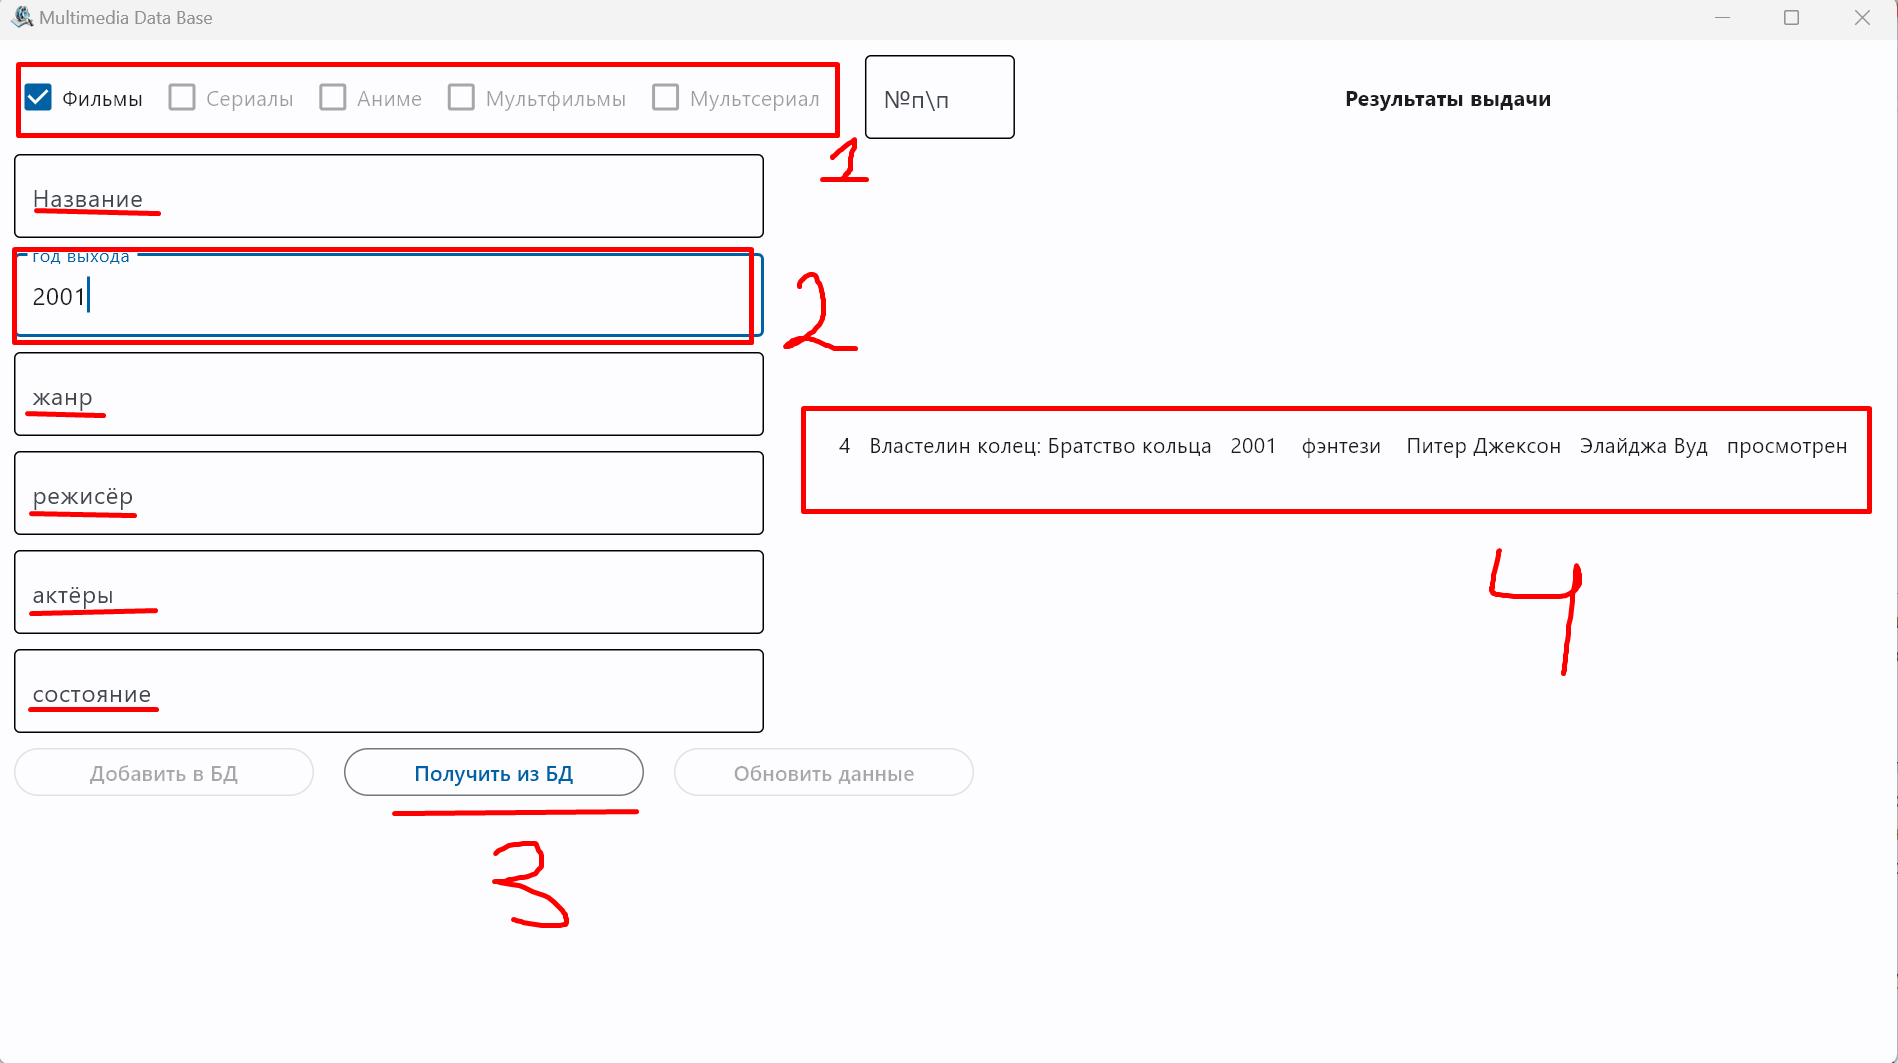 Multimedia Data Base
Фильмы Сериалы Аниме Мультфильмы Мультсериал №п\п Результаты выдачи
1
Название
год выхода
2001
2
жанр
4 Властелин колец: Братство кольца 2001 фэнтези Питер Джексон Элайджа Вуд просмотрен
режисёр
актёры
4
состояние
Добавить в БД Получить из БД Обновить данные
3